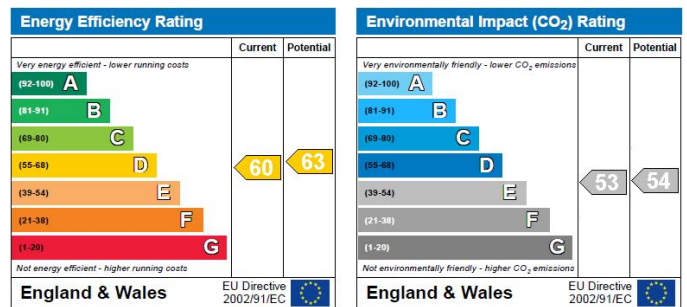 Energy Efficiency Rating
Current Potential
Very energy efficient - lower running costs
(92-100) A
(81-91) B
(69-80) C
(55-68) D
60 63
(39-54) E
(21-38) F
(1-20) G
Not energy efficient - higher running costs
England & Wales
EU Directive
2002/91/EC
Environmental Impact (CO₂) Rating
Current Potential
Very environmentally friendly - lower CO₂ emissions
(92-100) A
(81-91) B
(69-80) C
(55-68) D
(39-54) E
53 54
(21-38) F
(1-20) G
Not environmentally friendly - higher CO₂ emissions
England & Wales
EU Directive
2002/91/EC